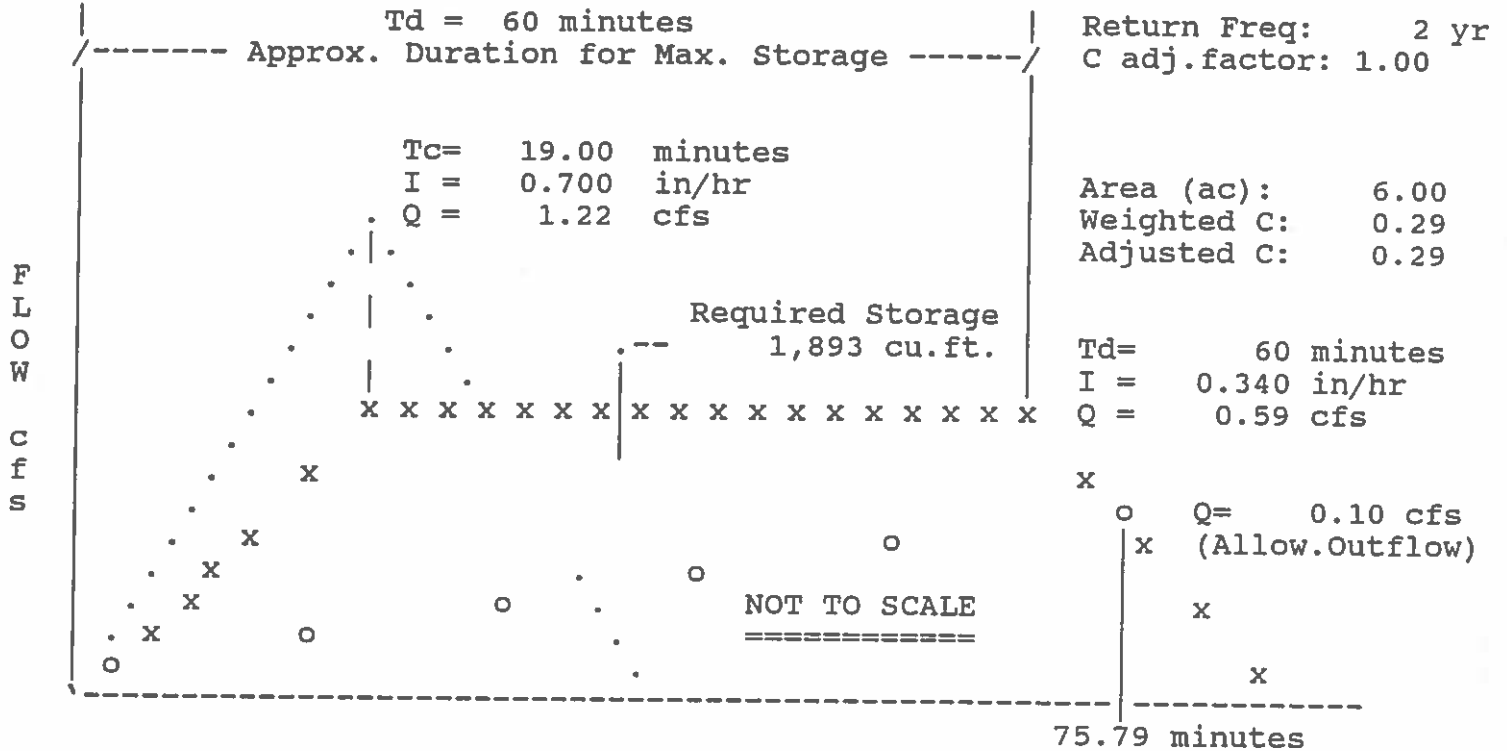 Td = 60 minutes
/------- Approx. Duration for Max. Storage ------/
Return Freq: 2 yr
C adj.factor: 1.00
Tc= 19.00 minutes
I = 0.700 in/hr
Q = 1.22 cfs
Area (ac): 6.00
Weighted C: 0.29
Adjusted C: 0.29
FLOW
cfs
Required Storage
1,893 cu.ft.
Td= 60 minutes
I = 0.340 in/hr
Q = 0.59 cfs
x x x x x x x x x x x x x x x x x x
Q= 0.10 cfs
(Allow.Outflow)
NOT TO SCALE
============
75.79 minutes